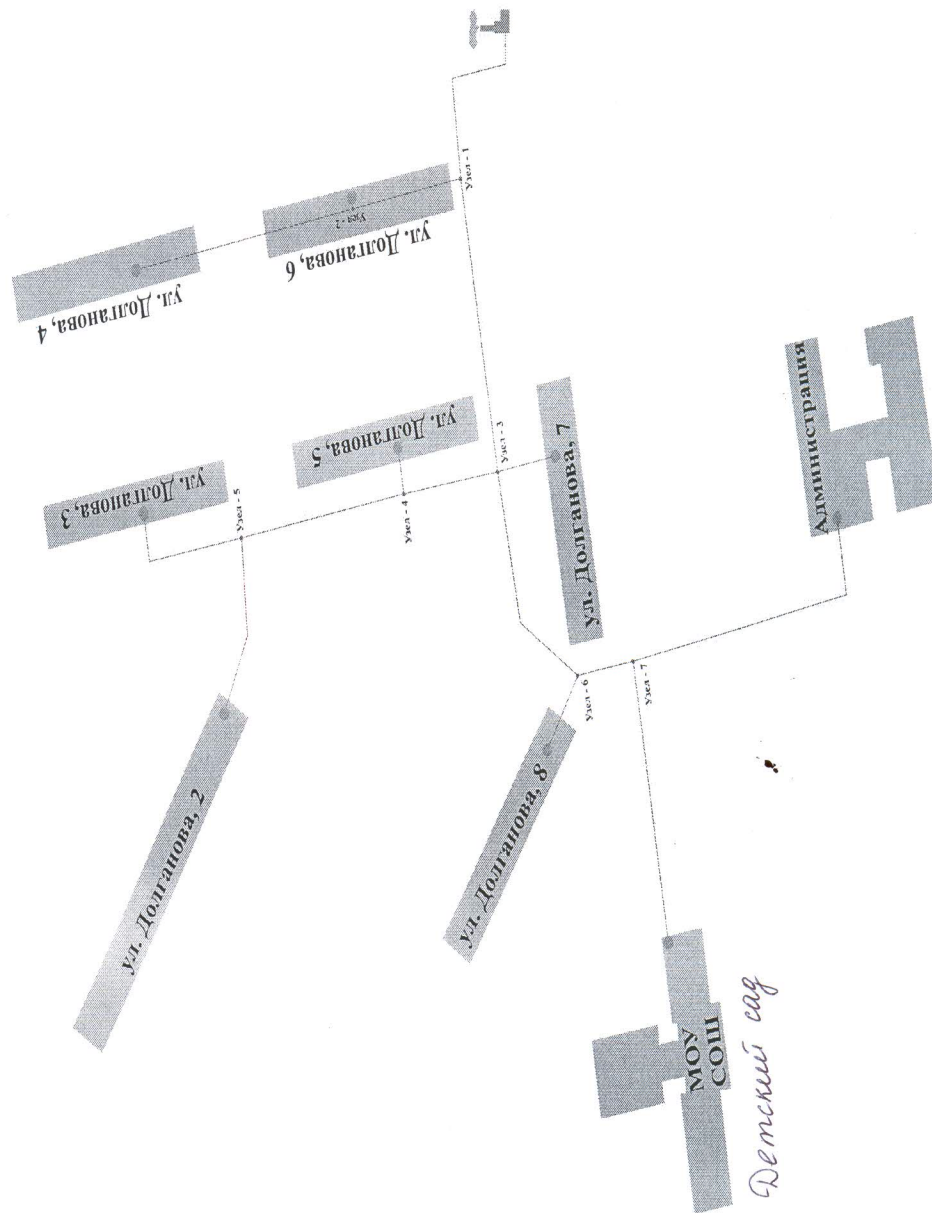 ул. Долганова, 4
ул. Долганова, 6
Узел - 2
Узел - 1
ул. Долганова, 3
ул. Долганова, 5
Узел - 5
Узел - 4
Узел - 3
ул. Долганова, 7
Администрация
ул. Долганова, 2
ул. Долганова, 8
Узел - 6
Узел - 7
МОУ
СОШ
Детский сад